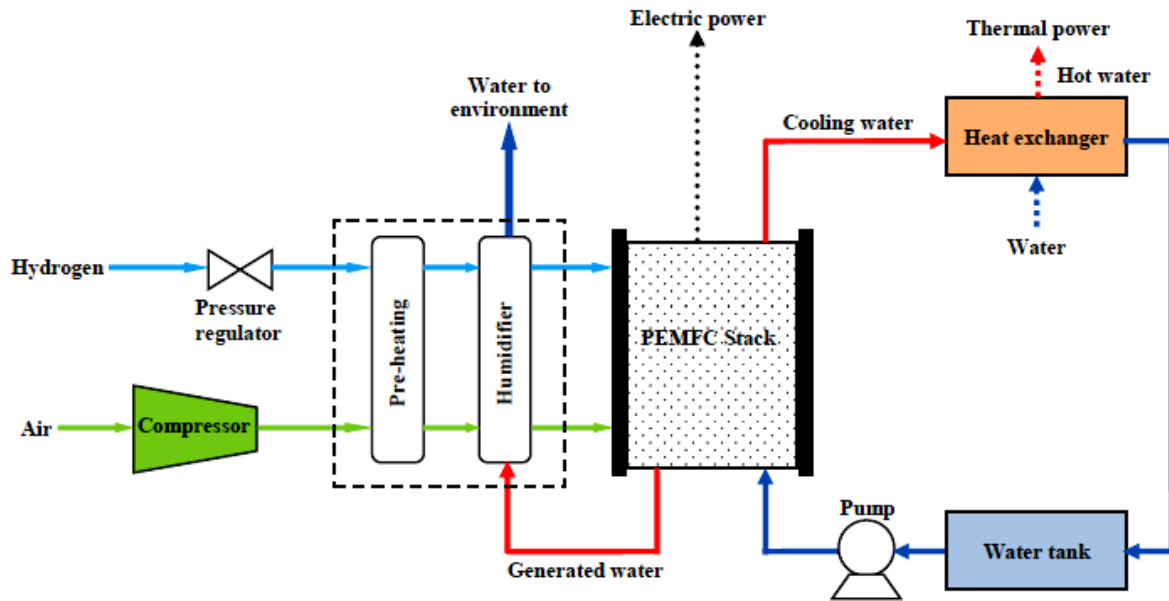 Electric power
Thermal power
Hot water
Water to
environment
Cooling water
Heat exchanger
Water
Hydrogen
Pressure
regulator
Pre-heating
Humidifier
PEMFC Stack
Air
Compressor
Pump
Water tank
Generated water